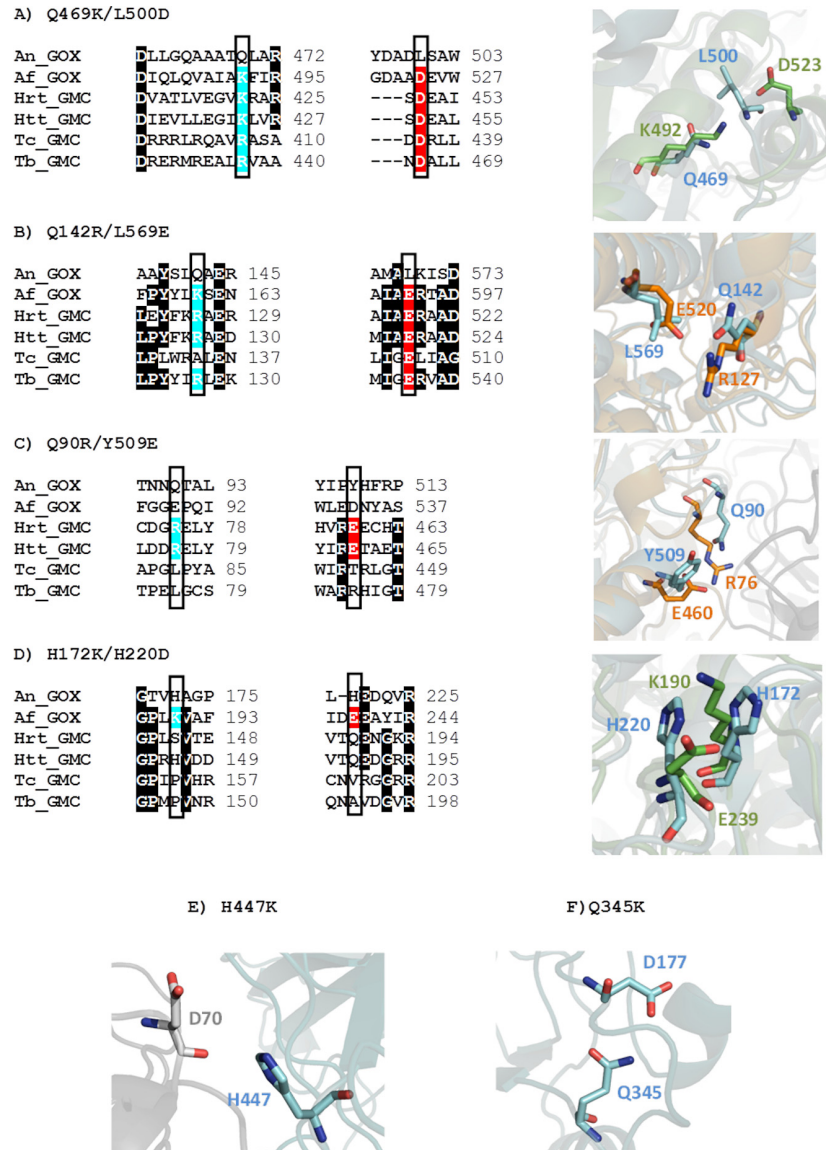 A) Q469K/L500D
An_GOX DLLGQAAATQLAR 472 YDADLSAW 503
Af_GOX DIQLQVAIAKFIR 495 GDAADEVW 527
Hrt_GMC DVATLVEGVKRAR 425 ---SDEAI 453
Htt_GMC DIEVLLEGIKLVR 427 ---SDEAL 455
Tc_GMC DRRRLRQAVRASA 410 ---DDRLL 439
Tb_GMC DRERMREALRVAA 440 ---NDALL 469
L500
D523
K492
Q469
B) Q142R/L569E
An_GOX AAYSLQAER 145 AMALKISD 573
Af_GOX FPYYIKSEN 163 AIAERTAD 597
Hrt_GMC LEYFKRAER 129 AIAERAAD 522
Htt_GMC LPYFKRAED 130 MIAERAAD 524
Tc_GMC LPLWRALEN 137 LIGELIAG 510
Tb_GMC LPYYIRLEK 130 MIGERVAD 540
E520
Q142
L569
R127
C) Q90R/Y509E
An_GOX TNNQTAL 93 YIPYHFRP 513
Af_GOX FGGEPQI 92 WLEDNYAS 537
Hrt_GMC CDGRELY 78 HVREECHT 463
Htt_GMC LDDRELY 79 YIRETAET 465
Tc_GMC APGLPYA 85 WIRTRLGT 449
Tb_GMC TPELGCS 79 WARRHIGT 479
Q90
Y509
R76
E460
D) H172K/H220D
An_GOX GTVHAGP 175 L-HEDQVR 225
Af_GOX GPLKVAF 193 IDEEAYIR 244
Hrt_GMC GPLSVTE 148 VTQENGKR 194
Htt_GMC GPRHVDD 149 VTQEDGRR 195
Tc_GMC GPIPVHR 157 CNVRGGRR 203
Tb_GMC GPMPVNR 150 QNAVDGVR 198
K190
H172
H220
E239
E) H447K
F)Q345K
D70
H447
D177
Q345